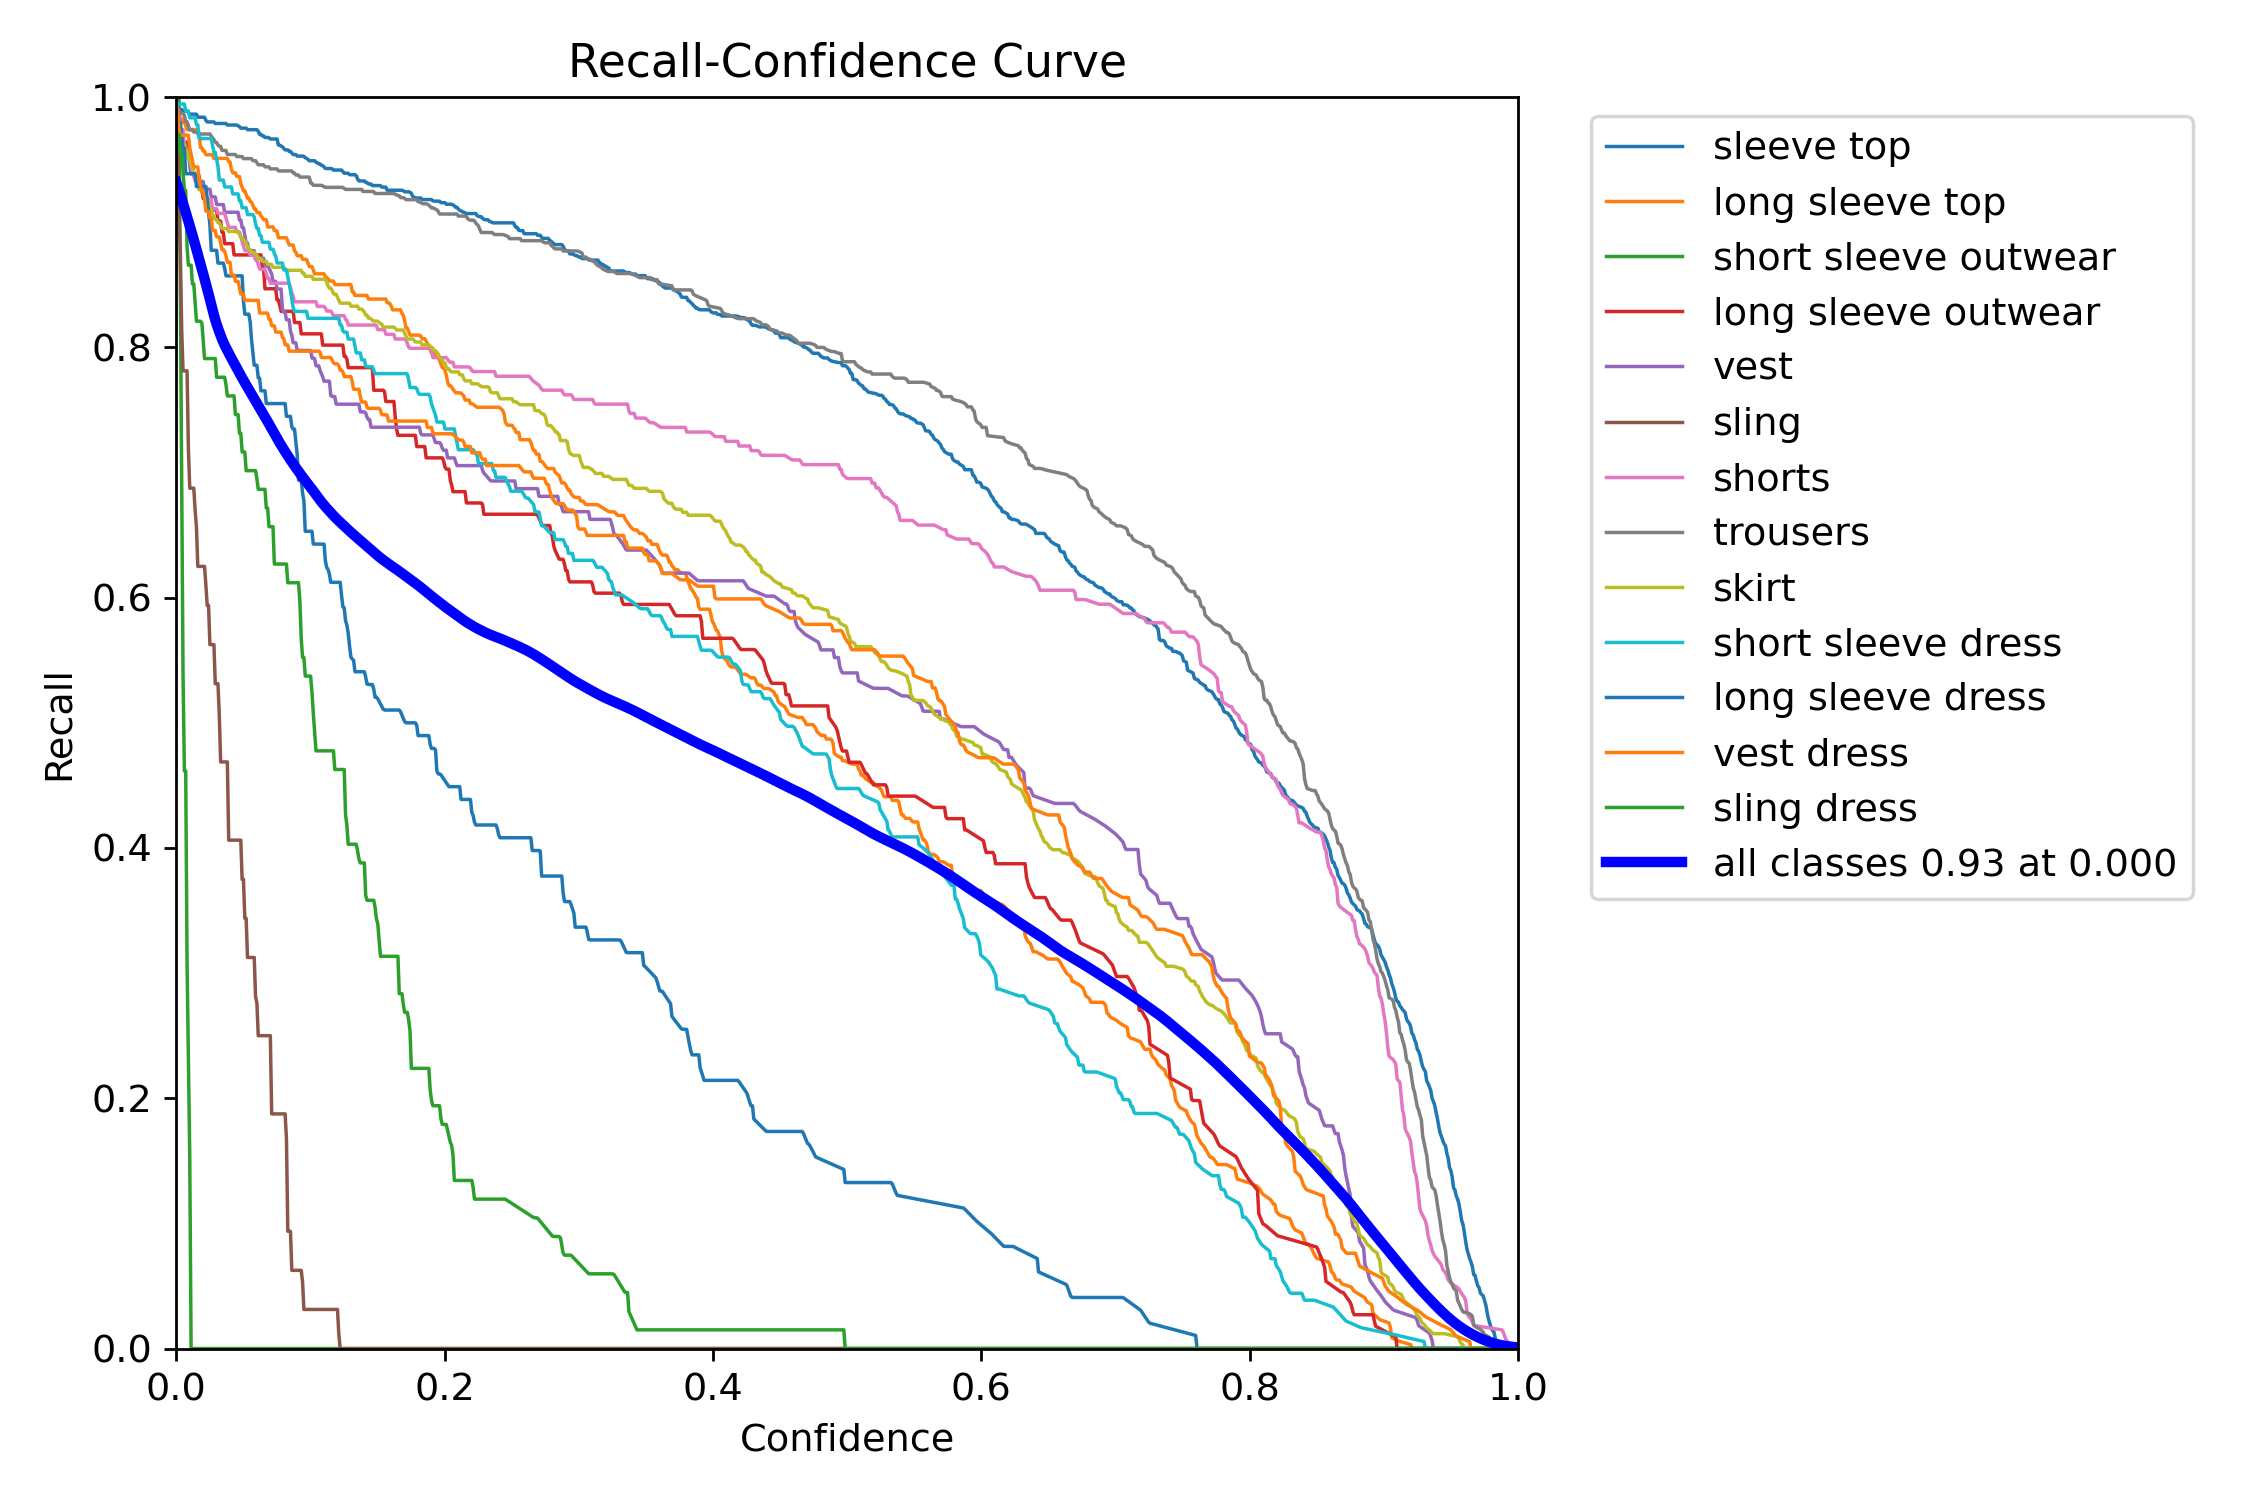 Recall-Confidence Curve
1.0
0.8
0.6
0.4
0.2
0.0
Recall
0.0 0.2 0.4 0.6 0.8 1.0
Confidence
sleeve top
long sleeve top
short sleeve outwear
long sleeve outwear
vest
sling
shorts
trousers
skirt
short sleeve dress
long sleeve dress
vest dress
sling dress
all classes 0.93 at 0.000